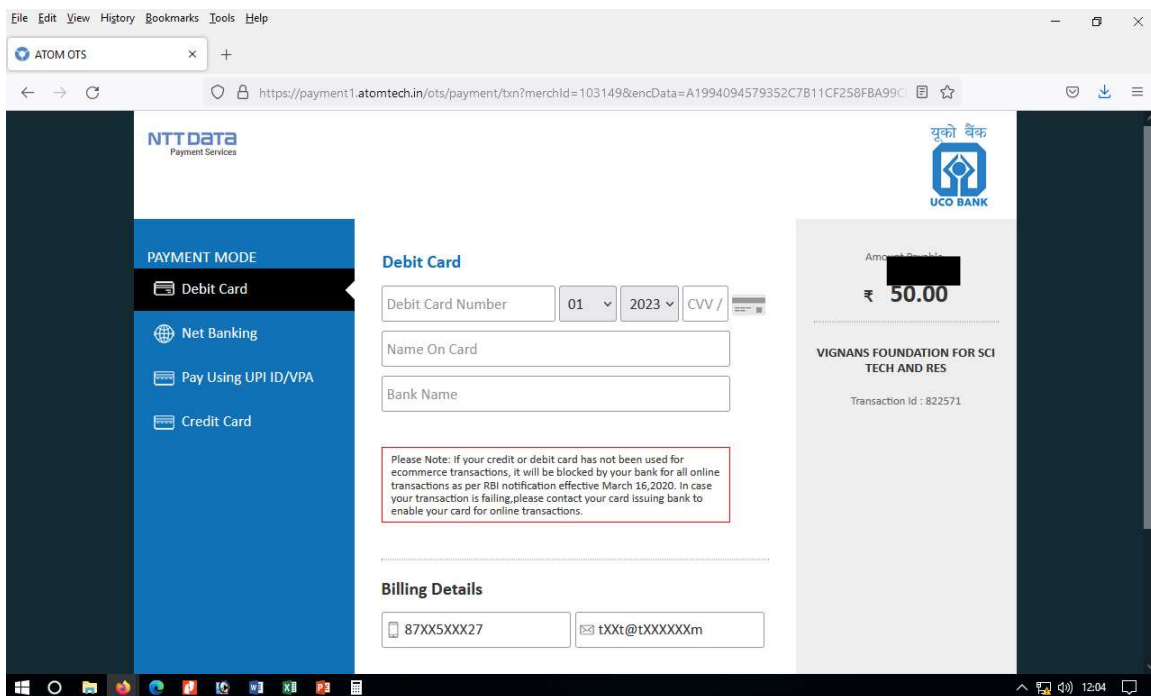 File Edit View History Bookmarks Tools Help
ATOM OTS
https://payment1.atomtech.in/ots/payment/txn?merchId=103149&encData=A1994094579352C7B11CF258FBA99C
NTT DATA
Payment Services
यूको बैंक
UCO BANK
PAYMENT MODE
Debit Card
Net Banking
Pay Using UPI ID/VPA
Credit Card
Debit Card
Debit Card Number 01 2023 CVV /
Name On Card
Bank Name
Please Note: If your credit or debit card has not been used for
ecommerce transactions, it will be blocked by your bank for all online
transactions as per RBI notification effective March 16,2020. In case
your transaction is failing,please contact your card issuing bank to
enable your card for online transactions.
Billing Details
87XX5XXX27 tXXt@tXXXXXXm
Amount Payable
₹ 50.00
VIGNANS FOUNDATION FOR SCI
TECH AND RES
Transaction Id : 822571
12:04